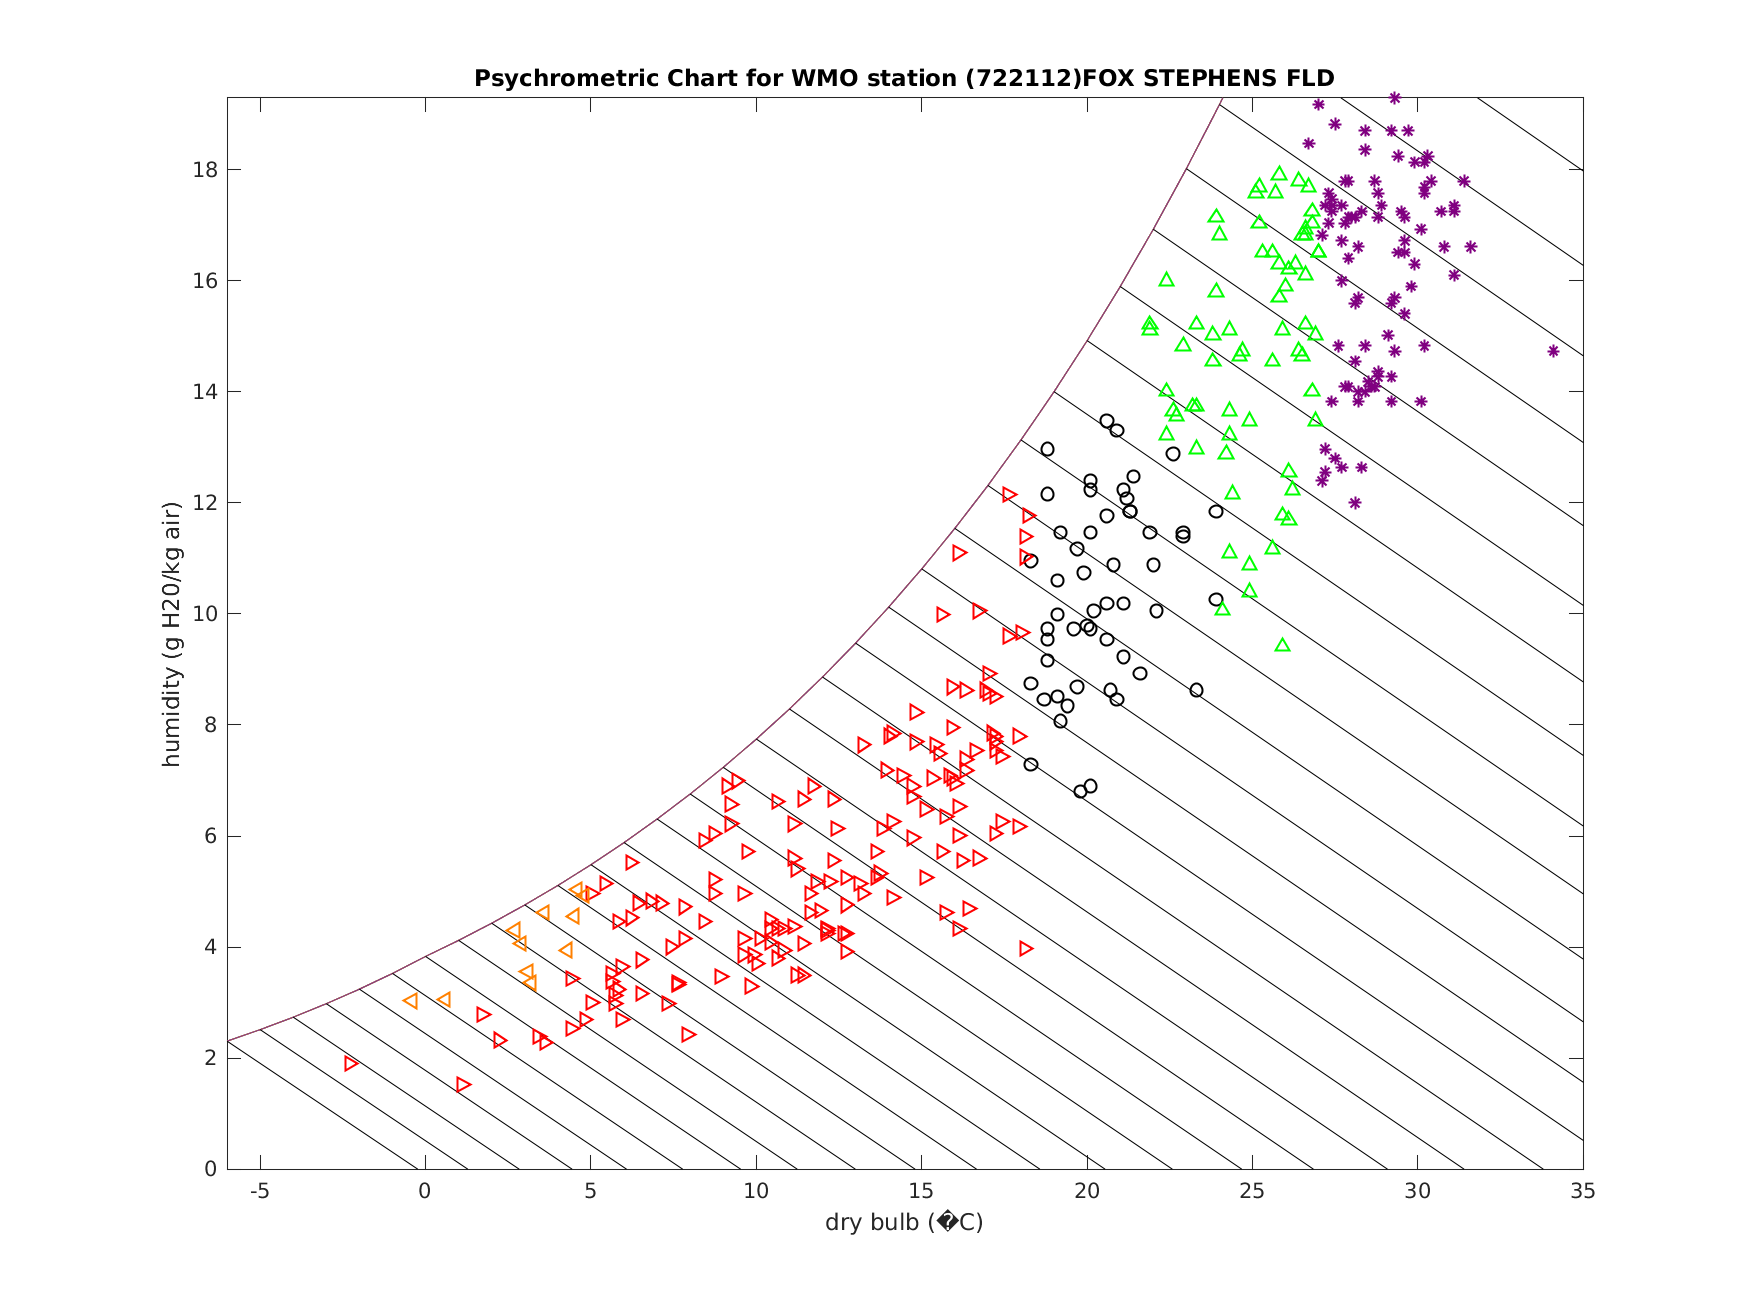 Psychrometric Chart for WMO station (722112)FOX STEPHENS FLD
18
16
14
12
10
8
6
4
2
0
humidity (g H20/kg air)
-5 0 5 10 15 20 25 30 35
dry bulb (�C)